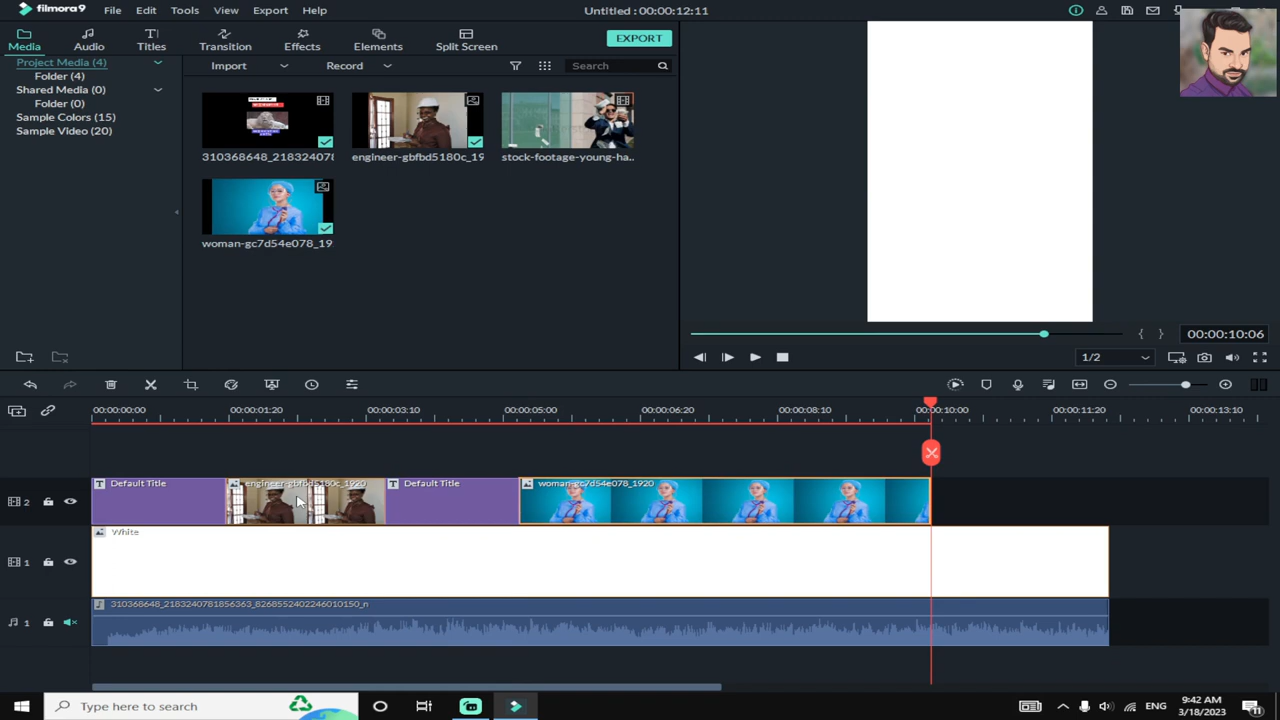 filmora9 File Edit Tools View Export Help Untitled : 00:00:12:11
Media Audio Titles Transition Effects Elements Split Screen EXPORT
Project Media (4)
Folder (4)
Shared Media (0)
Folder (0)
Sample Colors (15)
Sample Video (20)
Import Record Search
310368648_218324078 engineer-gbfbd5180c_19 stock-footage-young-ha..
woman-gc7d54e078_19
00:00:10:06
1/2
00:00:00:00 00:00:01:20 00:00:03:10 00:00:05:00 00:00:06:20 00:00:08:10 00:00:10:00 00:00:11:20 00:00:13:10
2 Default Title engineer-gbfbd5180c_1920 Default Title woman-gc7d54e078_1920
White
1
310368648_2183240781856363_8268552402246010150_n
1
Type here to search
ENG
9:42 AM
3/18/2023